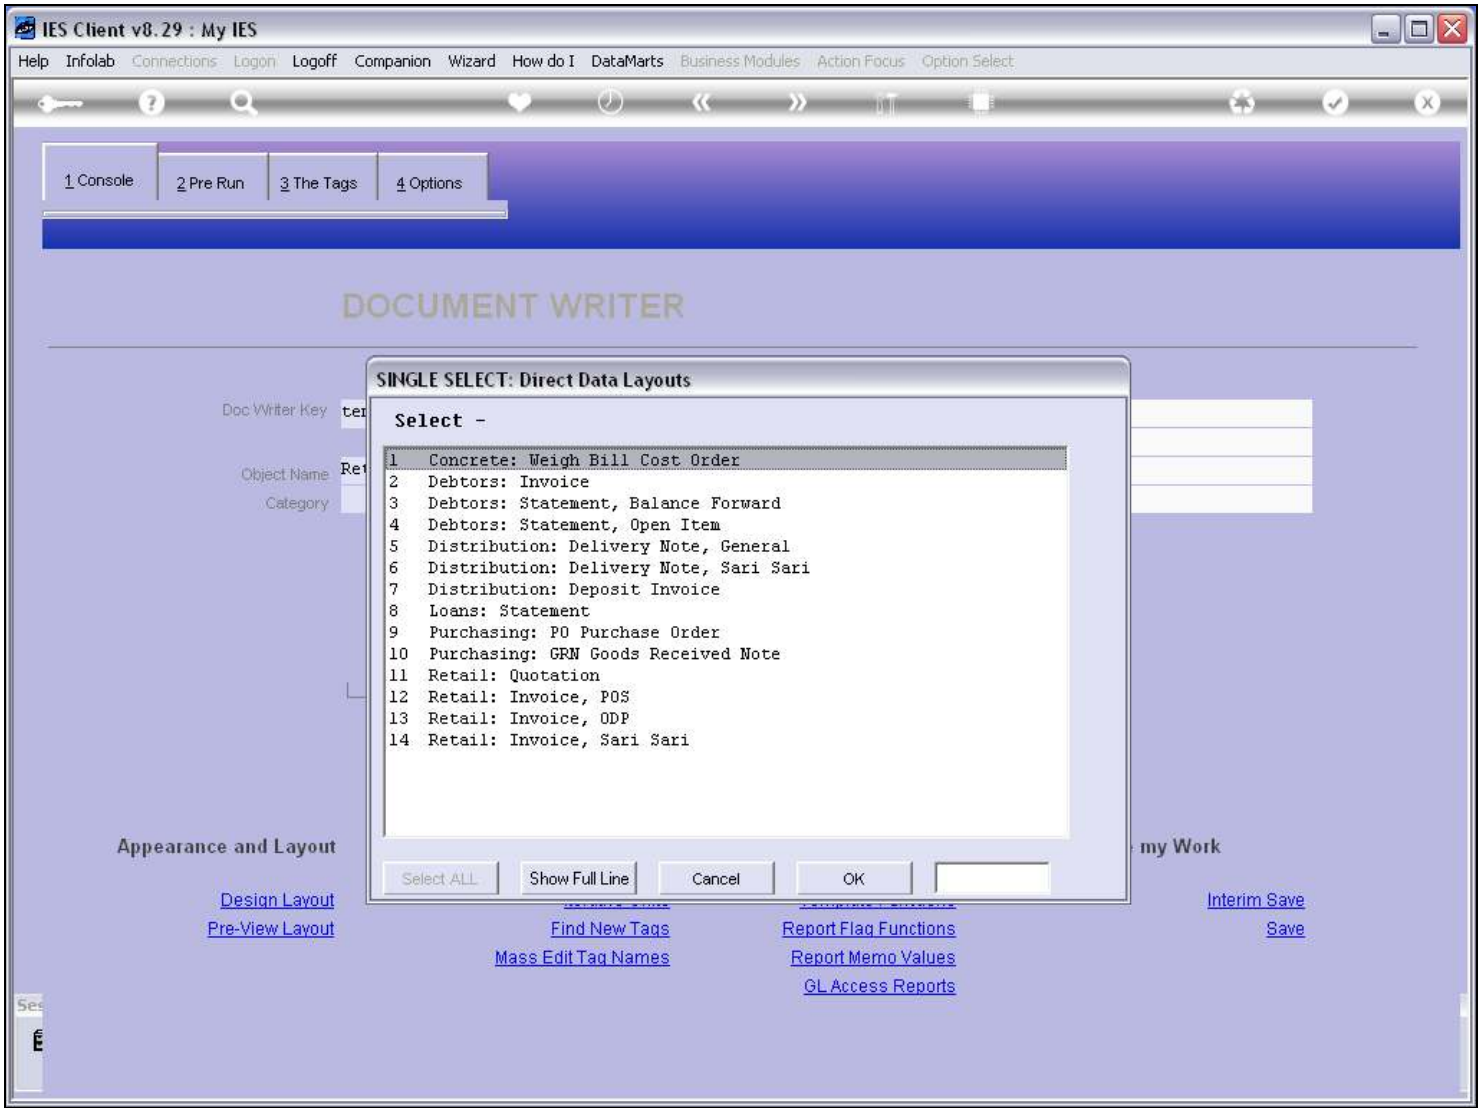 IES Client v8.29 : My IES
Help Infolab Connections Logon Logoff Companion Wizard How do I DataMarts Business Modules Action Focus Option Select
1 Console 2 Pre Run 3 The Tags 4 Options
DOCUMENT WRITER
SINGLE SELECT: Direct Data Layouts
Select -
Doc Writer Key
Object Name
Category
1 Concrete: Weigh Bill Cost Order
2 Debtors: Invoice
3 Debtors: Statement, Balance Forward
4 Debtors: Statement, Open Item
5 Distribution: Delivery Note, General
6 Distribution: Delivery Note, Sari Sari
7 Distribution: Deposit Invoice
8 Loans: Statement
9 Purchasing: PO Purchase Order
10 Purchasing: GRN Goods Received Note
11 Retail: Quotation
12 Retail: Invoice, POS
13 Retail: Invoice, ODP
14 Retail: Invoice, Sari Sari
Select ALL Show Full Line Cancel OK
Appearance and Layout
my Work
Design Layout
Interim Save
Pre-View Layout Find New Tags Report Flag Functions Save
Mass Edit Tag Names Report Memo Values
GL Access Reports